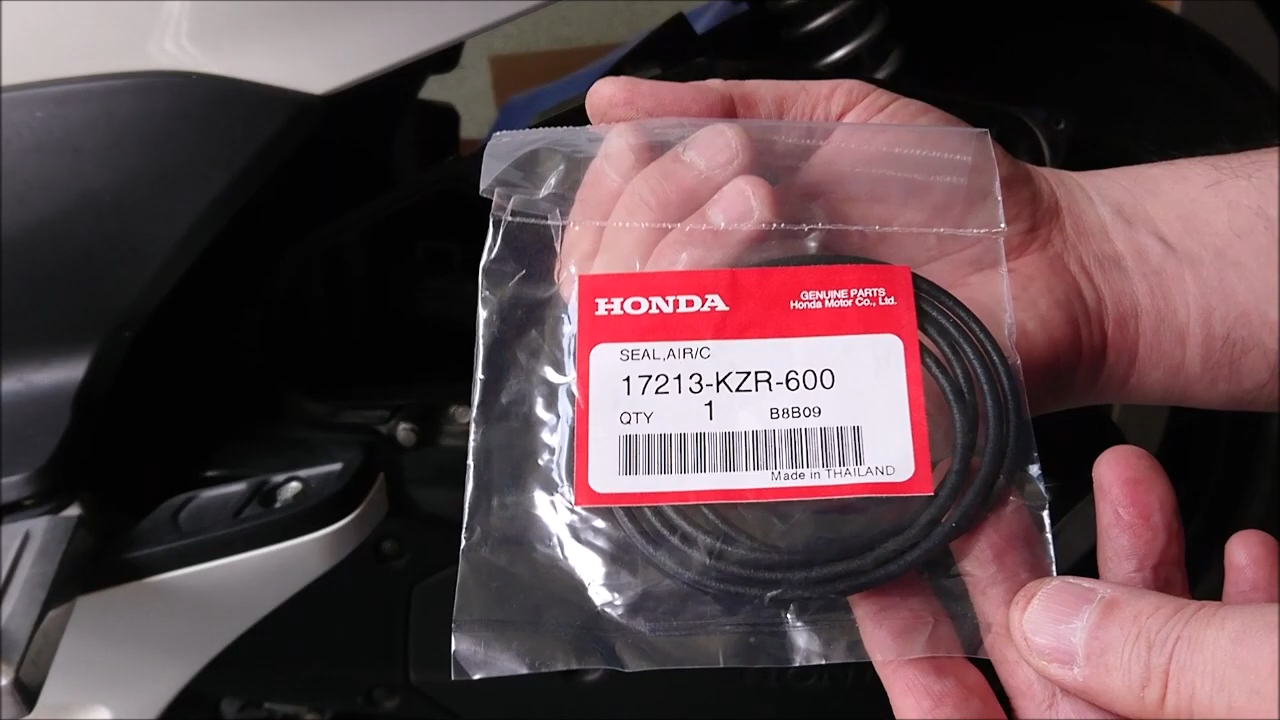 HONDA
GENUINE PARTS
Honda Motor Co., Ltd.
SEAL,AIR/C
17213-KZR-600
QTY 1 B8B09
Made in THAILAND